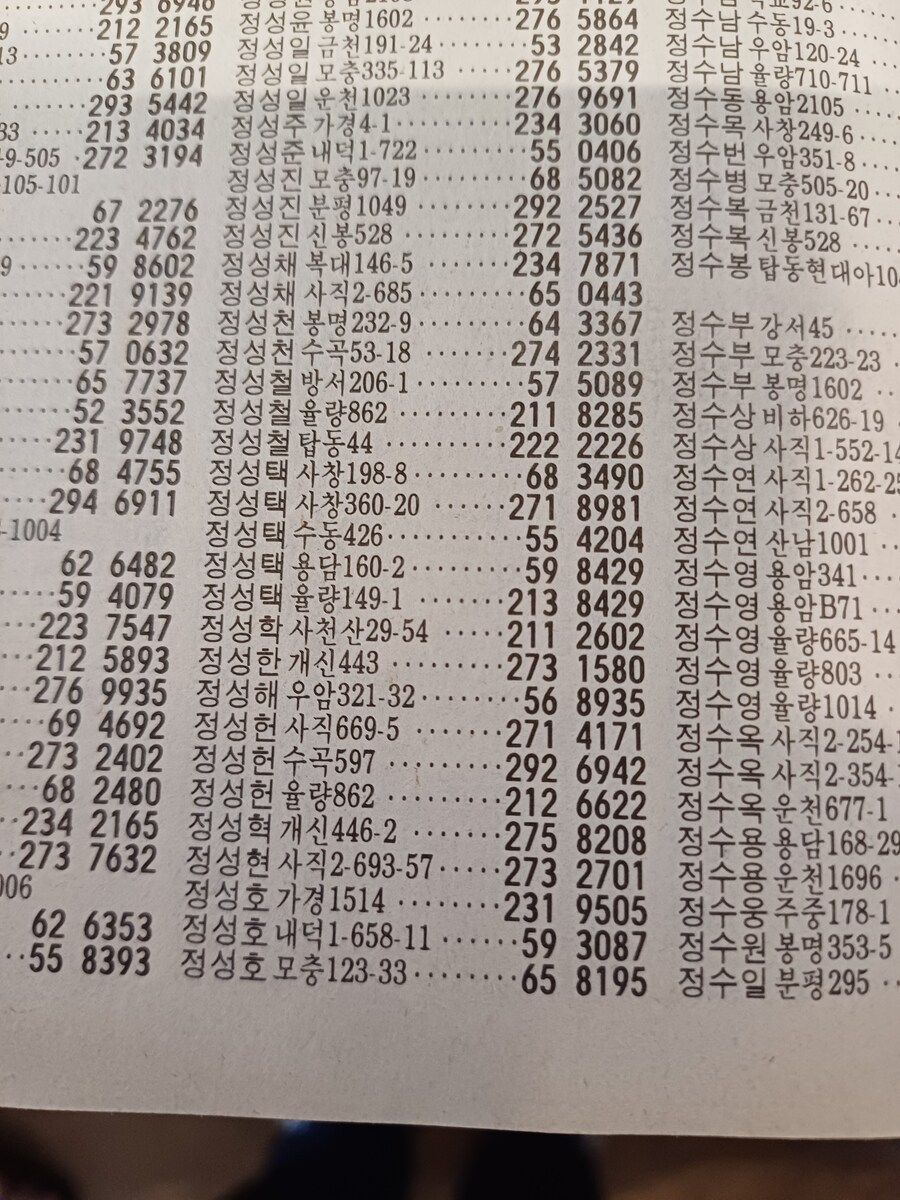 293 6946
9 212 2165
13 57 3809
63 6101
········293 5442
33 ·····213 4034
9-505 ·272 3194
105-101
67 2276
·······223 4762
9······59 8602
······221 9139
·····273 2978
······57 0632
······65 7737
······52 3552
····231 9748
····68 4755
···294 6911
-1004
62 6482
····59 4079
···223 7547
··212 5893
···276 9935
···69 4692
··273 2402
···68 2480
··234 2165
··273 7632
006
62 6353
··55 8393
정성윤 봉명1602 ········276 5864
정성일 금천191-24 ········53 2842
정성일 모충335-113 ······276 5379
정성일 운천1023 ·········276 9691
정성주 가경4-1 ··········234 3060
정성준 내덕1-722 ·········55 0406
정성진 모충97-19 ·········68 5082
정성진 분평1049 ·········292 2527
정성진 신봉528 ··········272 5436
정성채 복대146-5 ········234 7871
정성채 사직2-685 ·········65 0443
정성천 봉명232-9 ·········64 3367
정성천 수곡53-18 ·······274 2331
정성철 방서206-1 ·········57 5089
정성철 율량862 ··········211 8285
정성철 탑동44 ···········222 2226
정성택 사창198-8 ·········68 3490
정성택 사창360-20 ·······271 8981
정성택 수동426 ···········55 4204
정성택 용담160-2 ·········59 8429
정성택 율량149-1 ·······213 8429
정성학 사천산29-54 ·····211 2602
정성한 개신443 ··········273 1580
정성해 우암321-32 ········56 8935
정성헌 사직669-5 ·······271 4171
정성헌 수곡597 ·········292 6942
정성헌 율량862 ·········212 6622
정성혁 개신446-2 ········275 8208
정성현 사직2-693-57 ·····273 2701
정성호 가경1514 ·········231 9505
정성호 내덕1-658-11 ······59 3087
정성호 모충123-33 ········65 8195
정수남 수동19-3 ····
정수남 우암120-24 ··
정수남 율량710-711
정수동 용암2105 ····
정수목 사창249-6 ··
정수번 우암351-8 ···
정수병 모충505-20 ··
정수복 금천131-67 ··
정수복 신봉528 ····
정수봉 탑동현대아10
정수부 강서45 ·····
정수부 모충223-23 ·
정수부 봉명1602 ··
정수상 비하626-19 ·
정수상 사직1-552-14
정수연 사직1-262-25
정수연 사직2-658 ·
정수연 산남1001 ··
정수영 용암341 ···
정수영 용암B71 ···
정수영 율량665-14
정수영 율량803 ···
정수영 율량1014 ·
정수옥 사직2-254-1
정수옥 사직2-354-
정수옥 운천677-1
정수용 용담168-29
정수용 운천1696 ·
정수웅 주중178-1
정수원 봉명353-5
정수일 분평295 ··